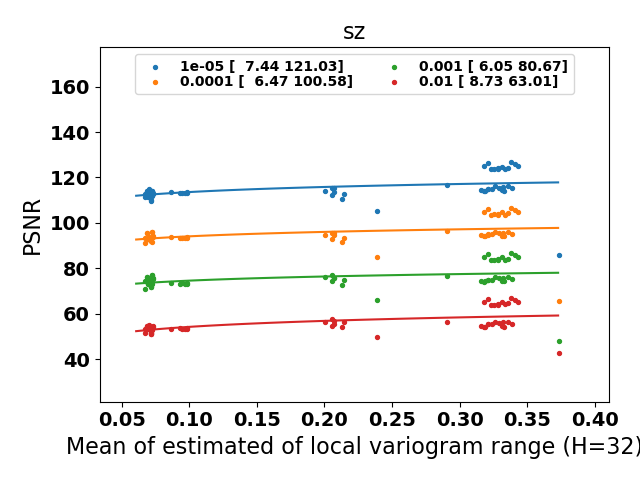 sz
1e-05 [  7.44 121.03]
0.0001 [  6.47 100.58]
0.001 [ 6.05 80.67]
0.01 [ 8.73 63.01]
PSNR
160
140
120
100
80
60
40
0.05 0.10 0.15 0.20 0.25 0.30 0.35 0.40
Mean of estimated of local variogram range (H=32)